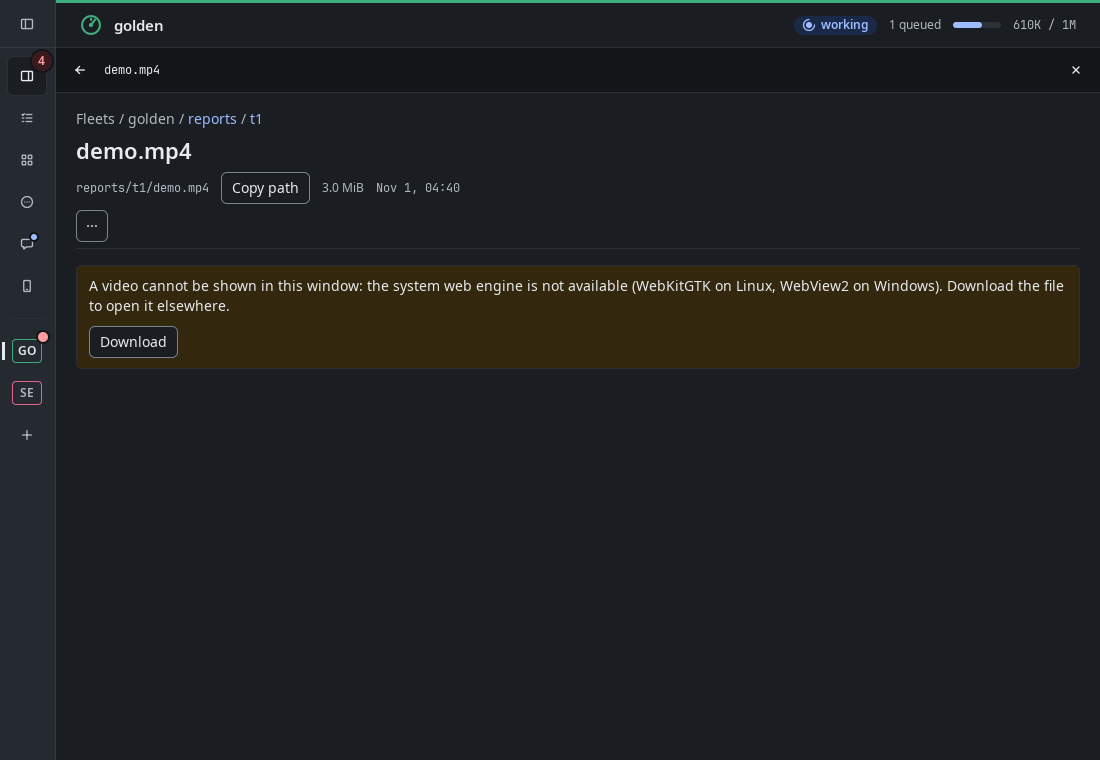 golden
working
1 queued
610K / 1M
4
demo.mp4
Fleets / golden / reports / t1
demo.mp4
reports/t1/demo.mp4
Copy path
3.0 MiB
Nov 1, 04:40
...
A video cannot be shown in this window: the system web engine is not available (WebKitGTK on Linux, WebView2 on Windows). Download the file
to open it elsewhere.
Download
GO
SE